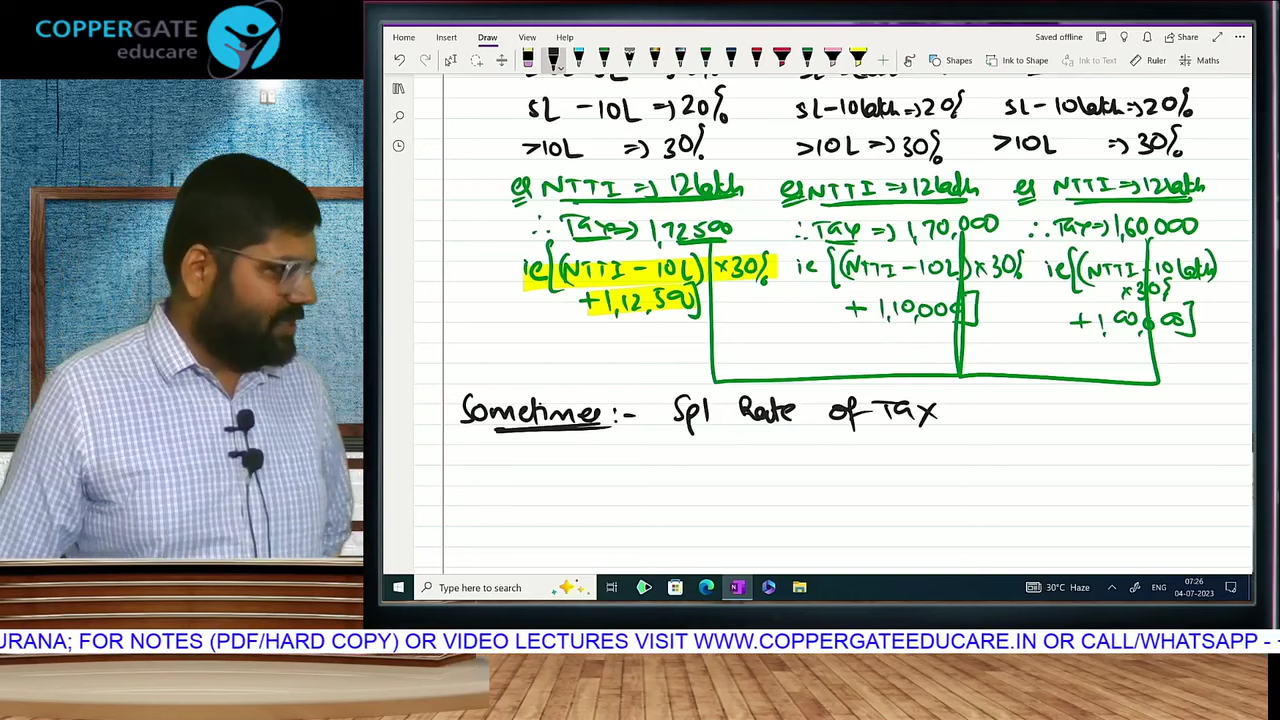 COPPERGATE
educare
Home Insert Draw View Help
Saved offline
Share
Shapes Ink to Shape Ink to Text Ruler Maths
5L - 10L => 20%
5L - 10lakh => 20%
5L - 10lakh => 20%
>10L => 30%
>10L => 30%
>10L => 30%
eg NTTI => 12lakh
eg NTTI => 12lakh
eg NTTI => 12lakh
∴ Tax => 1,72,500
∴ Tax => 1,70,000
∴ Tax => 1,60,000
ie [(NTTI - 10L) × 30%
+ 1,12,500]
ie [(NTTI - 10L) × 30%
+ 1,10,000]
ie [(NTTI - 10lakh)
× 30%
+ 1,00,000]
Sometimes :- Spl Rate of Tax
Type here to search
30°C Haze
ENG
07:26
04-07-2023
URANA; FOR NOTES (PDF/HARD COPY) OR VIDEO LECTURES VISIT WWW.COPPERGATEEDUCARE.IN OR CALL/WHATSAPP -